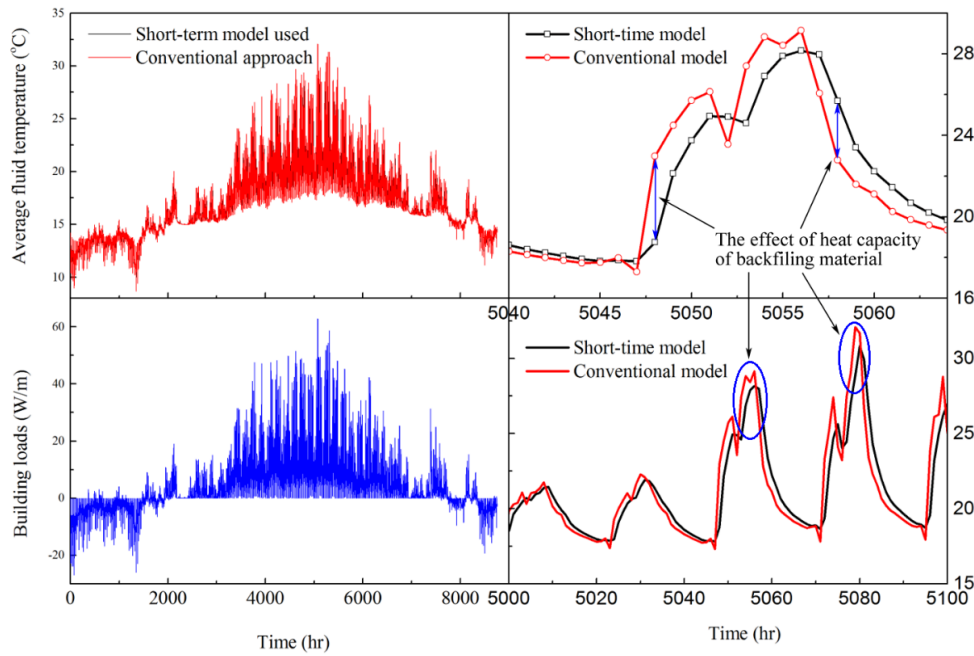 Average fluid temperature (°C)
35
30
25
20
15
10
Short-term model used
Conventional approach
Short-time model
Conventional model
28
24
20
16
5040
5045
5050
5055
5060
The effect of heat capacity
of backfiling material
Building loads (W/m)
60
40
20
0
-20
0
2000
4000
6000
8000
Time (hr)
Short-time model
Conventional model
30
25
20
15
5000
5020
5040
5060
5080
5100
Time (hr)